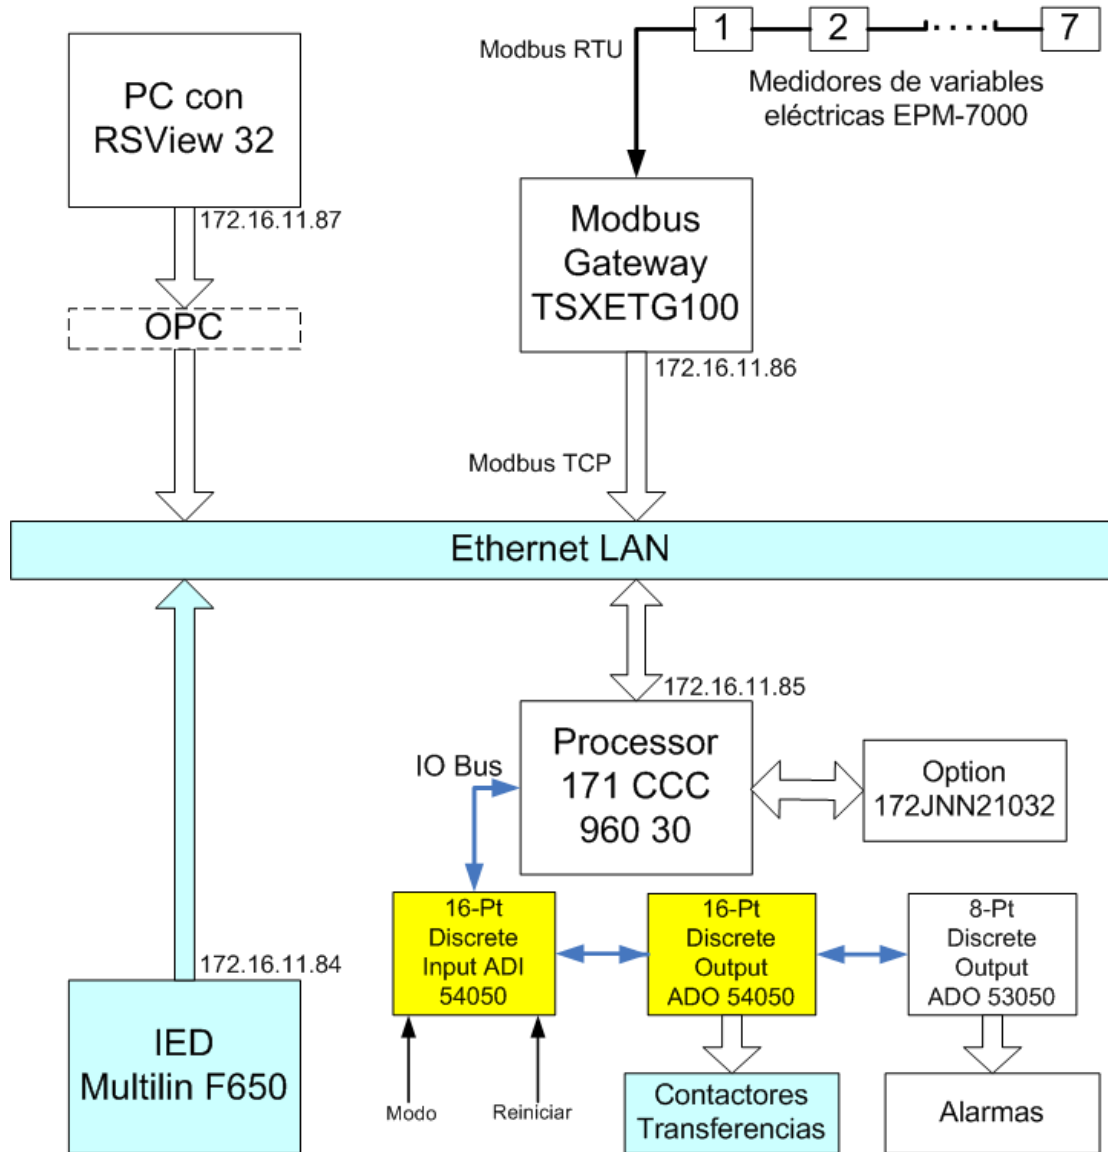 PC con
RSView 32
172.16.11.87
OPC
Modbus RTU
1
2
....
7
Medidores de variables
eléctricas EPM-7000
Modbus
Gateway
TSXETG100
172.16.11.86
Modbus TCP
Ethernet LAN
172.16.11.85
Processor
171 CCC
960 30
IO Bus
Option
172JNN21032
16-Pt
Discrete
Input ADI
54050
16-Pt
Discrete
Output
ADO 54050
8-Pt
Discrete
Output
ADO 53050
172.16.11.84
IED
Multilin F650
Modo
Reiniciar
Contactores
Transferencias
Alarmas